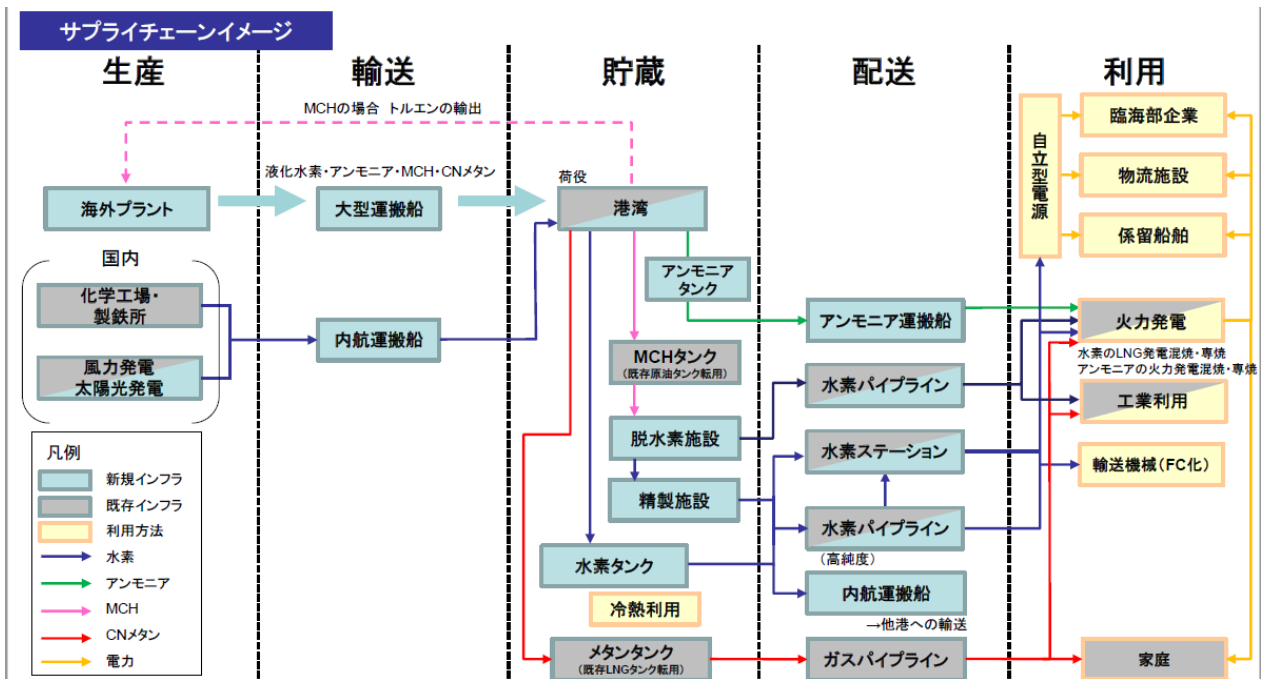 サプライチェーンイメージ
生産
輸送
貯蔵
配送
利用
MCHの場合 トルエンの輸出
液化水素・アンモニア・MCH・CNメタン
荷役
海外プラント
大型運搬船
港湾
自立型電源
臨海部企業
物流施設
係留船舶
国内
化学工場・
製鉄所
風力発電
太陽光発電
内航運搬船
アンモニア
タンク
アンモニア運搬船
火力発電
水素のLNG発電混焼・専焼
アンモニアの火力発電混焼・専焼
MCHタンク
(既存原油タンク転用)
水素パイプライン
工業利用
脱水素施設
水素ステーション
輸送機械(FC化)
精製施設
水素パイプライン
(高純度)
水素タンク
内航運搬船
→他港への輸送
冷熱利用
メタンタンク
(既存LNGタンク転用)
ガスパイプライン
家庭
凡例
新規インフラ
既存インフラ
利用方法
水素
アンモニア
MCH
CNメタン
電力